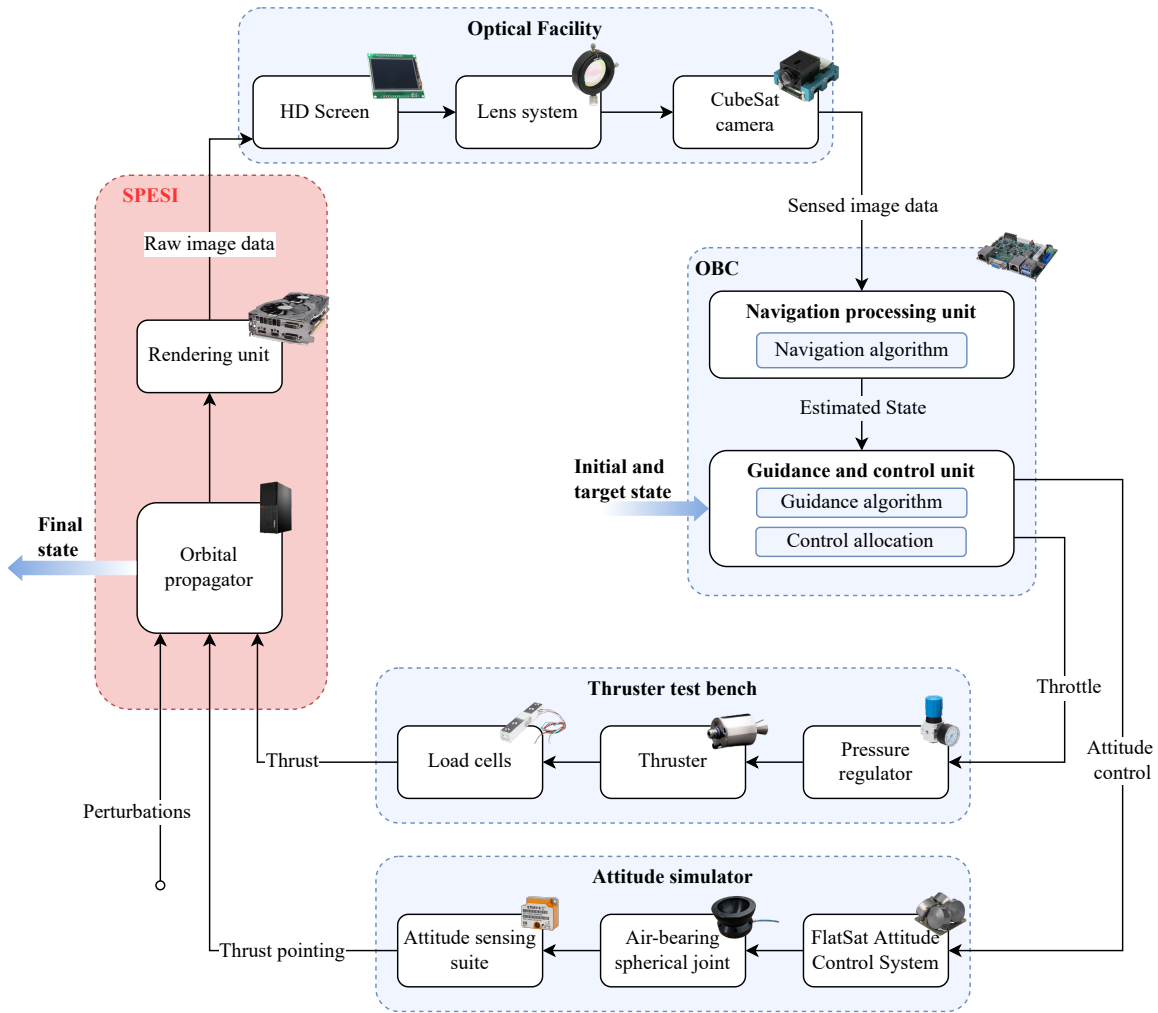 Optical Facility
HD Screen
Lens system
CubeSat
camera
SPESI
Sensed image data
Raw image data
OBC
Navigation processing unit
Navigation algorithm
Rendering unit
Estimated State
Initial and
target state
Guidance and control unit
Guidance algorithm
Control allocation
Final
state
Orbital
propagator
Thruster test bench
Throttle
Thrust
Load cells
Thruster
Pressure
regulator
Attitude
control
Perturbations
Attitude simulator
Thrust pointing
Attitude sensing
suite
Air-bearing
spherical joint
FlatSat Attitude
Control System